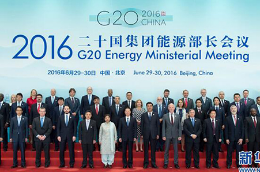 G20 2016
CHINA
2016 二十国集团能源部长会议
G20 Energy Ministerial Meeting
2016年6月29-30日 中国·北京 June 29-30, 2016 Beijing, China
新华